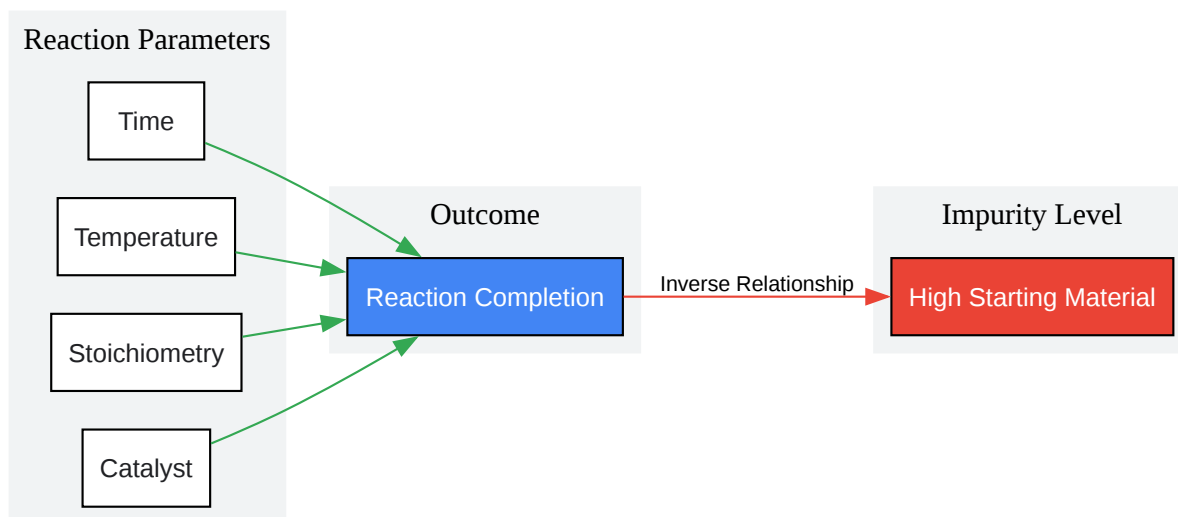 Reaction Parameters
Time
Temperature
Stoichiometry
Catalyst
Outcome
Reaction Completion
Inverse Relationship
Impurity Level
High Starting Material